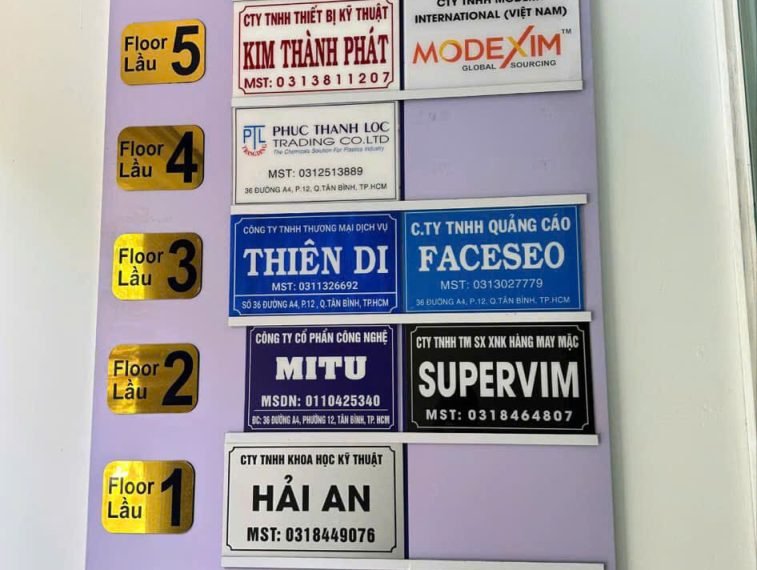 Floor
Lầu 5
CTY TNHH THIẾT BỊ KỸ THUẬT
KIM THÀNH PHÁT
MST: 0313811207
CTY TNHH MODEXIM
INTERNATIONAL (VIỆT NAM)
MODEXIM™
GLOBAL SOURCING
Floor
Lầu 4
PTL
PHUC THANH LOC
TRADING CO.LTD
The Chemicals Solution For Plastics Industry
MST: 0312513889
36 ĐƯỜNG A4, P.12, Q.TÂN BÌNH, TP.HCM
Floor
Lầu 3
CÔNG TY TNHH THƯƠNG MẠI DỊCH VỤ
THIÊN DI
MST: 0311326692
SỐ 36 ĐƯỜNG A4, P.12 , Q.TÂN BÌNH, TP.HCM
C.TY TNHH QUẢNG CÁO
FACESEO
MST: 0313027779
36 ĐƯỜNG A4, P.12, Q.TÂN BÌNH, TP.HCM
Floor
Lầu 2
CÔNG TY CỔ PHẦN CÔNG NGHỆ
MITU
MSDN: 0110425340
ĐC: 36 ĐƯỜNG A4, PHƯỜNG 12, TÂN BÌNH, TP. HCM
CTY TNHH TM SX XNK HÀNG MAY MẶC
SUPERVIM
MST: 0318464807
Floor
Lầu 1
CTY TNHH KHOA HỌC KỸ THUẬT
HẢI AN
MST: 0318449076